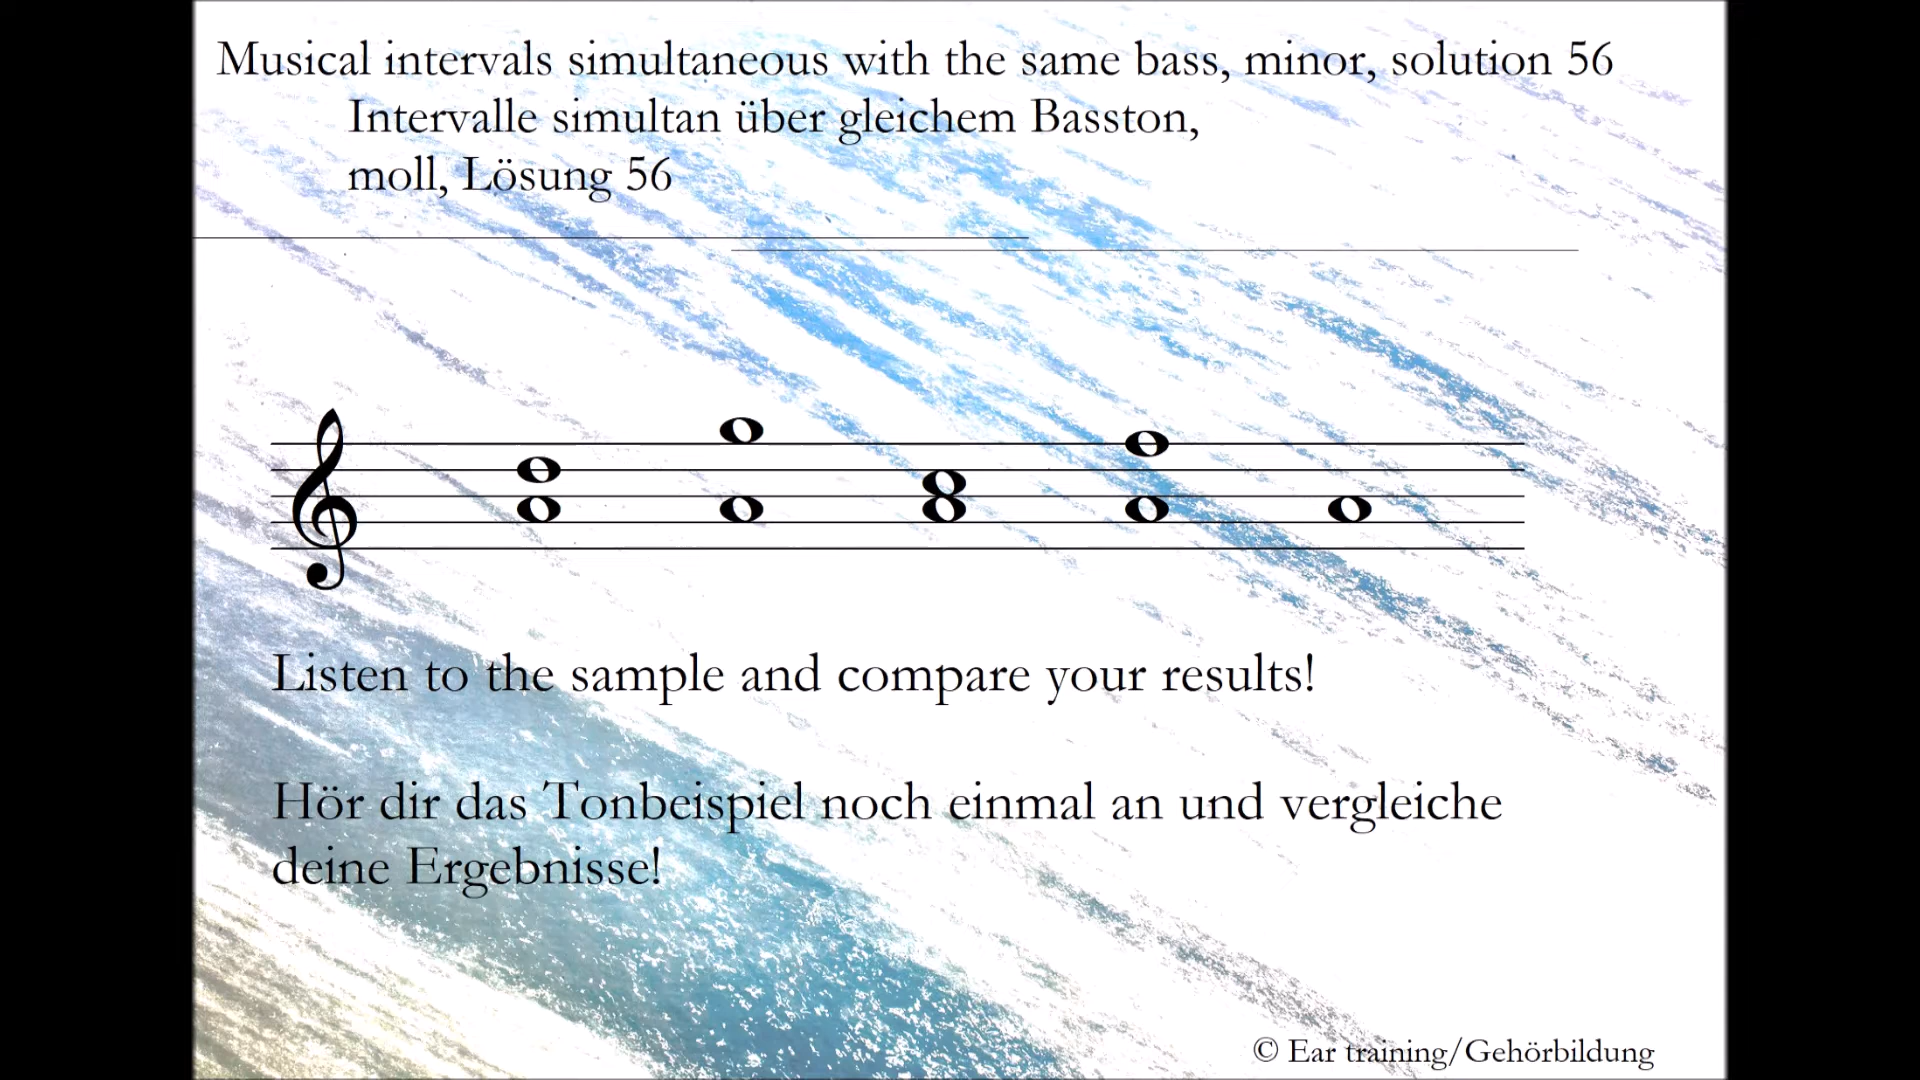 Musical intervals simultaneous with the same bass, minor, solution 56
Intervalle simultan über gleichem Basston,
moll, Lösung 56
Listen to the sample and compare your results!
Hör dir das Tonbeispiel noch einmal an und vergleiche
deine Ergebnisse!
© Ear training/Gehörbildung